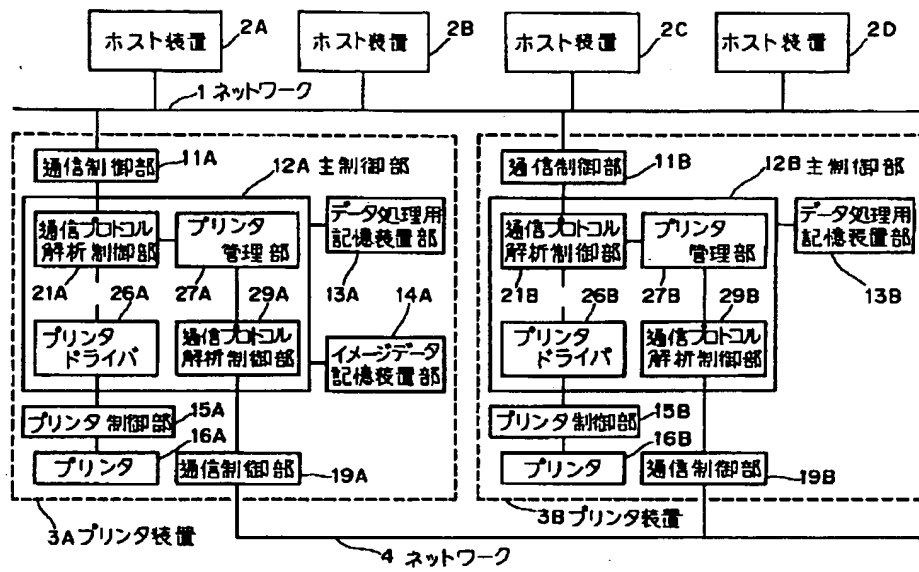 ホスト装置
2A
ホスト装置
2B
ホスト装置
2C
ホスト装置
2D
1 ネットワーク
通信制御部
11A
12A 主制御部
通信プロトコル
解析制御部
21A
プリンタ
管理部
27A
データ処理用
記憶装置部
13A
26A
プリンタ
ドライバ
29A
通信プロトコル
解析制御部
14A
イメージデータ
記憶装置部
15A
プリンタ制御部
16A
プリンタ
通信制御部
19A
3A プリンタ装置
通信制御部
11B
12B 主制御部
通信プロトコル
解析制御部
21B
プリンタ
管理部
27B
データ処理用
記憶装置部
13B
26B
プリンタ
ドライバ
29B
通信プロトコル
解析制御部
15B
プリンタ制御部
16B
プリンタ
通信制御部
19B
3B プリンタ装置
4 ネットワーク